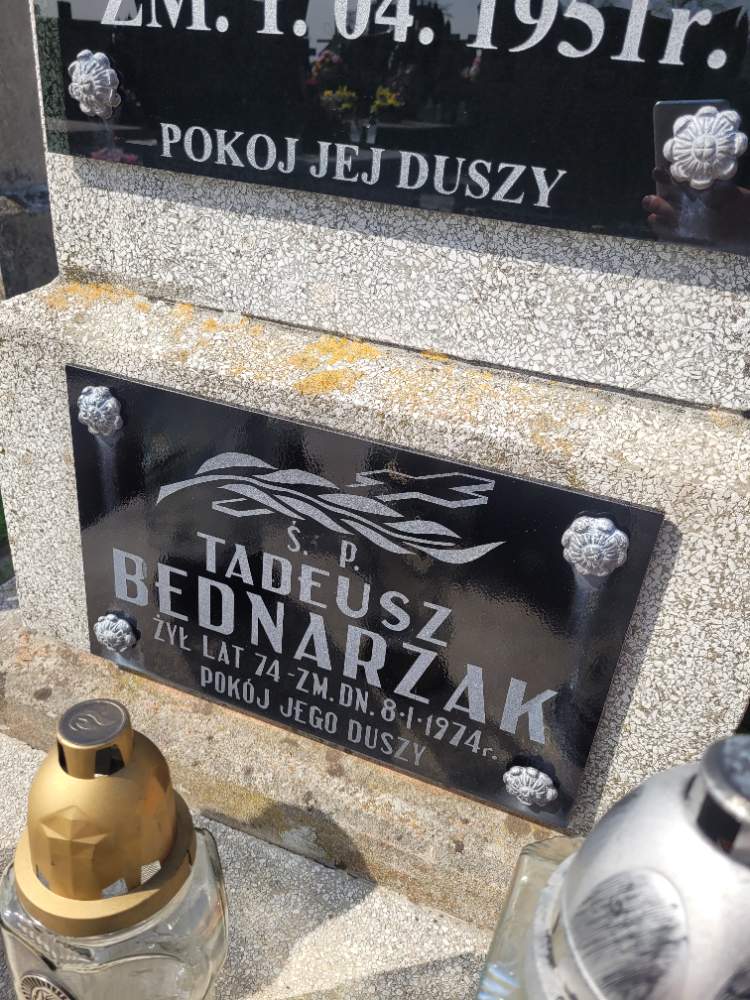 ZM. 1. 04. 1951r.
POKOJ JEJ DUSZY
Ś. P.
TADEUSZ
BEDNARZAK
ŻYŁ LAT 74 - ZM. DN. 8·I·1974r.
POKÓJ JEGO DUSZY